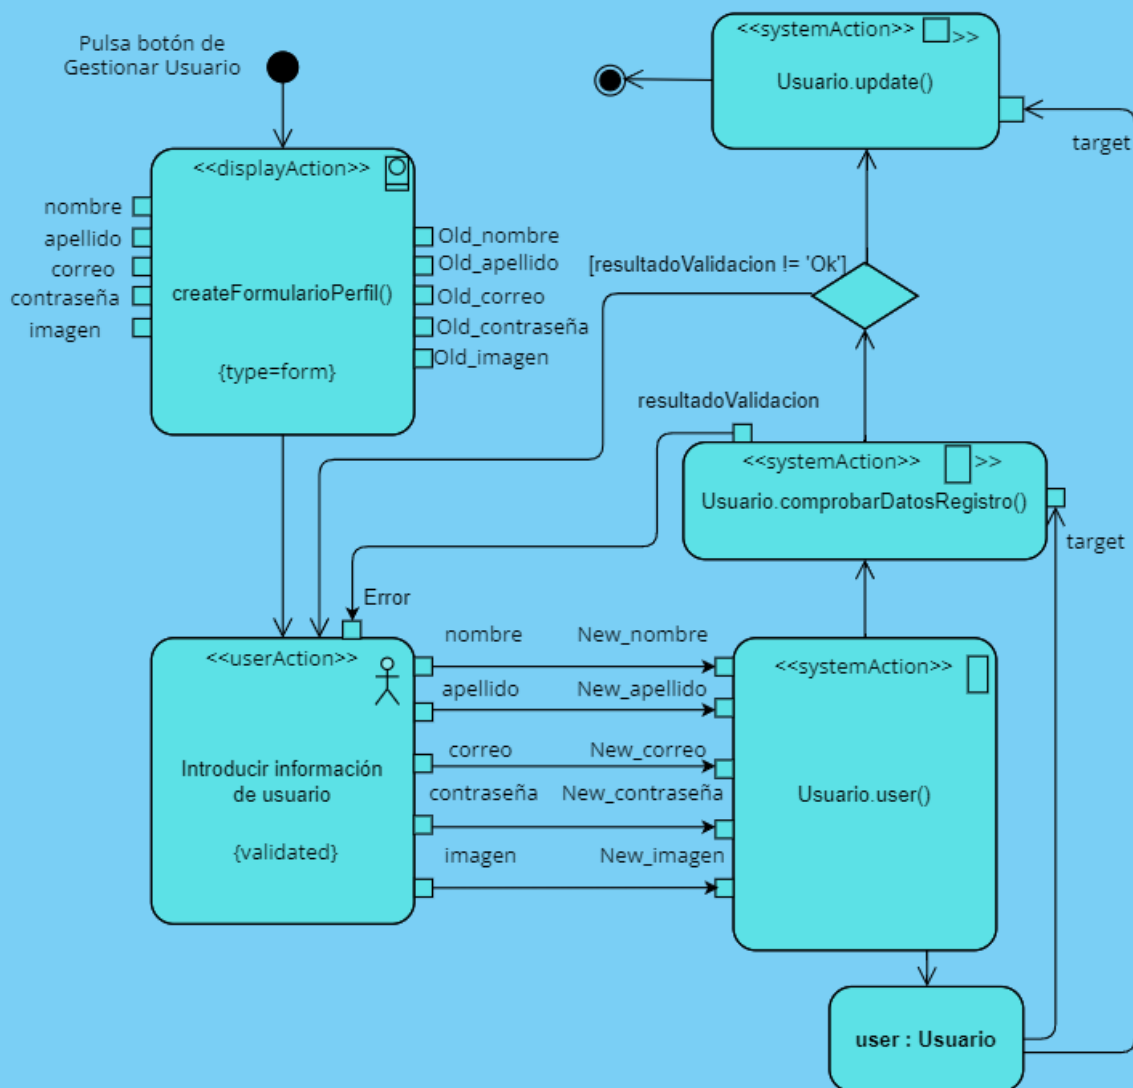 Pulsa botón de
Gestionar Usuario
<<displayAction>>
nombre
apellido
correo
contraseña
imagen
createFormularioPerfil()
{type=form}
Old_nombre
Old_apellido
Old_correo
Old_contraseña
Old_imagen
<<systemAction>>
>>
Usuario.update()
target
[resultadoValidacion != 'Ok']
resultadoValidacion
<<systemAction>>
>>
Usuario.comprobarDatosRegistro()
target
Error
<<userAction>>
Introducir información
de usuario
{validated}
nombre
New_nombre
apellido
New_apellido
correo
New_correo
contraseña
New_contraseña
imagen
New_imagen
<<systemAction>>
Usuario.user()
user : Usuario